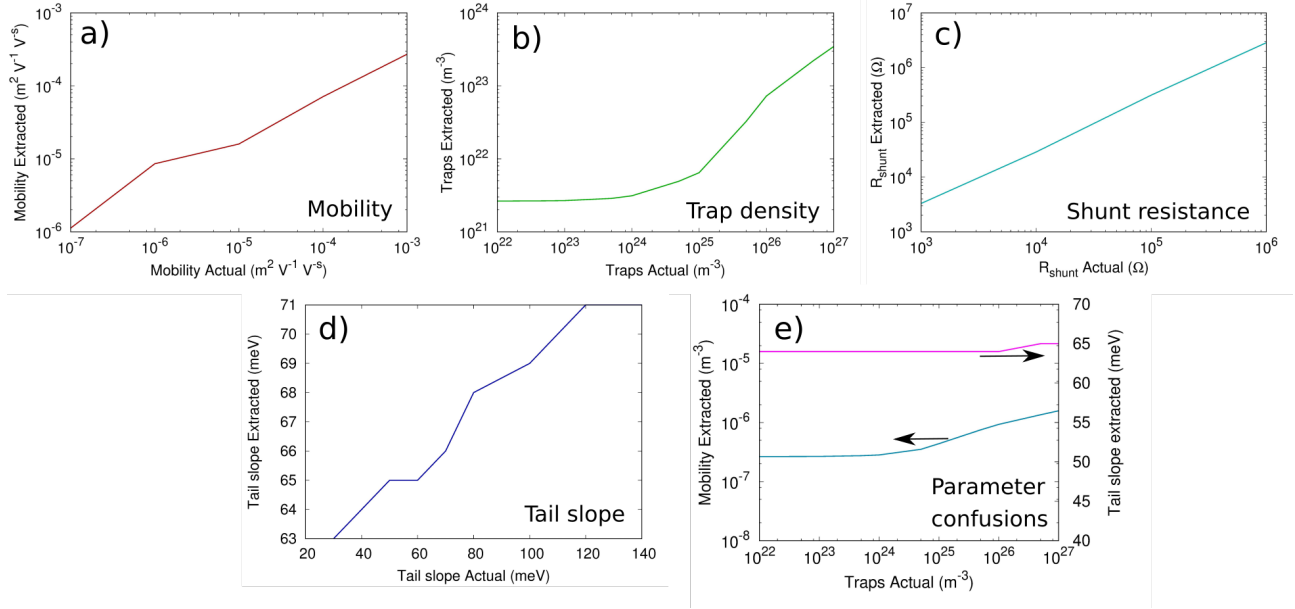 a)
Mobility Extracted (m² V⁻¹ V⁻ˢ)
10⁻³
10⁻⁴
10⁻⁵
10⁻⁶
Mobility
10⁻⁷ 10⁻⁶ 10⁻⁵ 10⁻⁴ 10⁻³
Mobility Actual (m² V⁻¹ V⁻ˢ)
b)
Traps Extracted (m⁻³)
10²⁴
10²³
10²²
10²¹
Trap density
10²² 10²³ 10²⁴ 10²⁵ 10²⁶ 10²⁷
Traps Actual (m⁻³)
c)
R_shunt Extracted (Ω)
10⁷
10⁶
10⁵
10⁴
10³
Shunt resistance
10³ 10⁴ 10⁵ 10⁶
R_shunt Actual (Ω)
d)
Tail slope Extracted (meV)
71
70
69
68
67
66
65
64
63
Tail slope
20 40 60 80 100 120 140
Tail slope Actual (meV)
e)
Mobility Extracted (m⁻³)
10⁻⁴
10⁻⁵
10⁻⁶
10⁻⁷
10⁻⁸
70
65
60
55
50
45
40
Tail slope extracted (meV)
Parameter
confusions
10²² 10²³ 10²⁴ 10²⁵ 10²⁶ 10²⁷
Traps Actual (m⁻³)